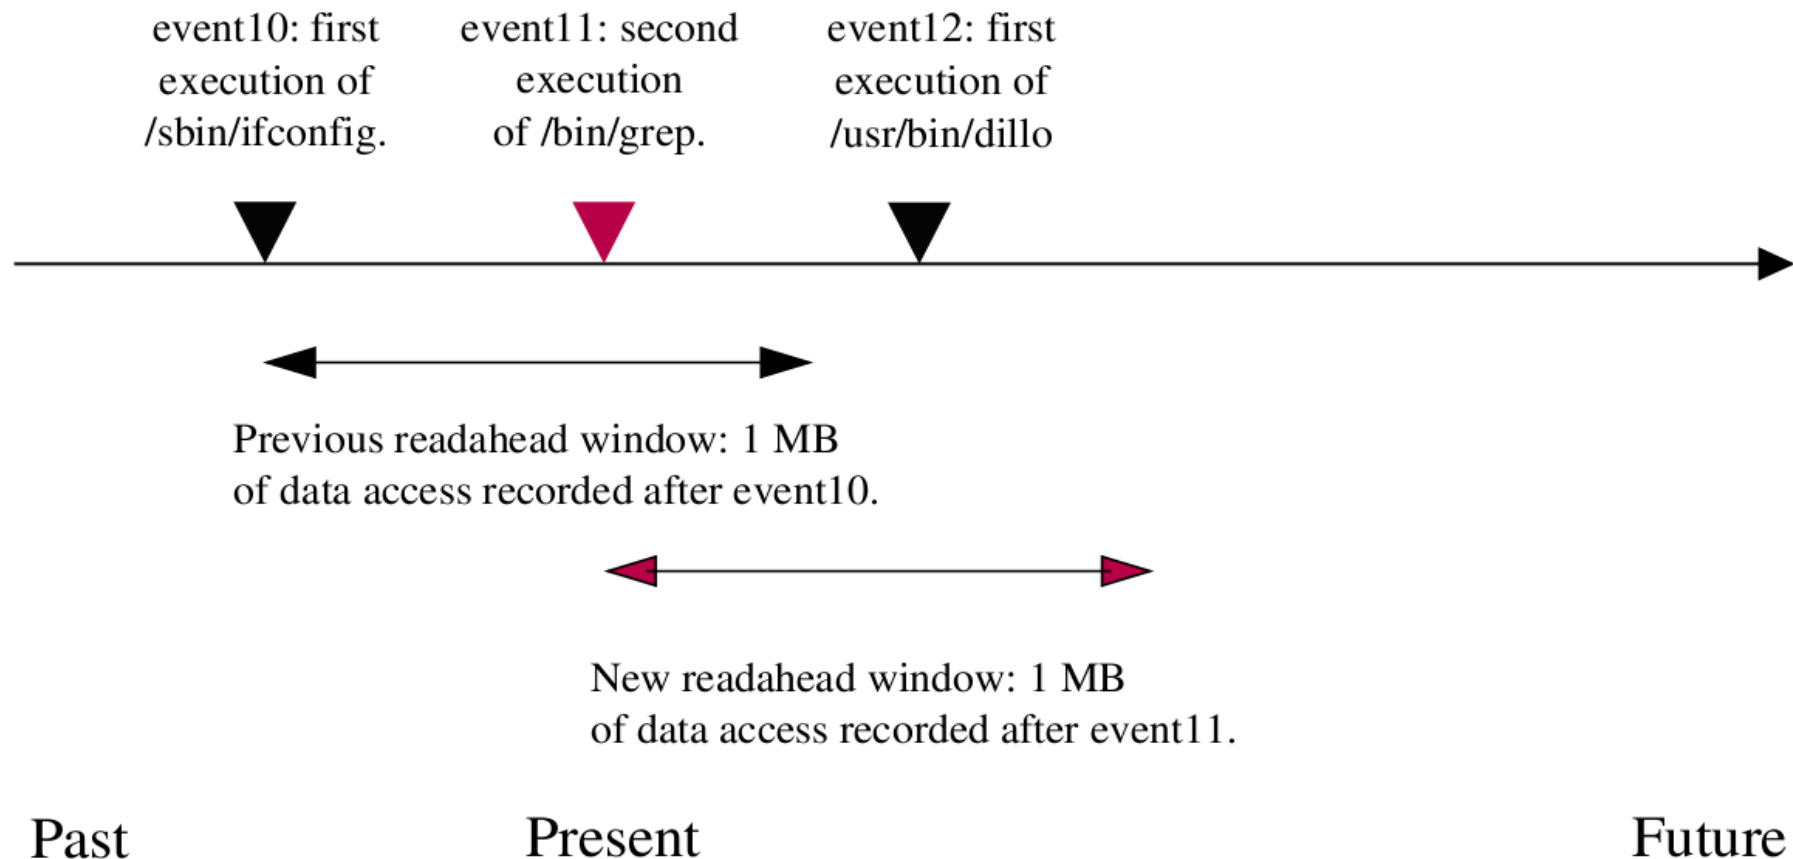 event10: first
execution of
/sbin/ifconfig.
event11: second
execution
of /bin/grep.
event12: first
execution of
/usr/bin/dillo
Previous readahead window: 1 MB
of data access recorded after event10.
New readahead window: 1 MB
of data access recorded after event11.
Past
Present
Future